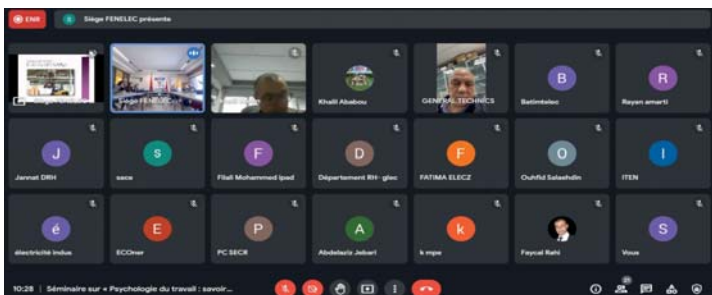 ENR
S
Siège FENELEC présente
Siège FENELEC
Khalil Ababou
GENERAL TECHNICS
B
Batimtelec
R
Rayan amarti
J
Jannat DRH
s
sace
F
Filali Mohammed ipad
D
Département RH- glec
F
FATIMA ELECZ
O
Ouhfid Salaehdin
I
ITEN
é
électricité indus
E
ECOner
P
PC SECR
A
Abdelaziz Jebari
k
k mpe
Fayçal Rahi
V
Vous
10:28 | Séminaire sur « Psychologie du travail : savoir...
21